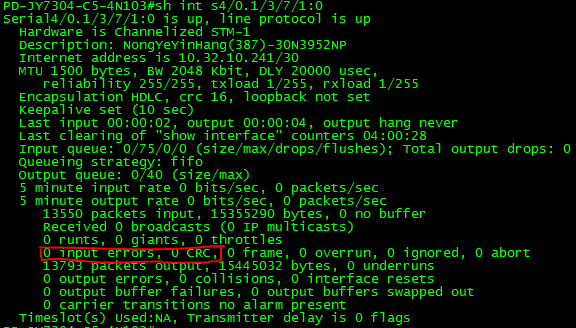 PD-JY7304-C5-4N103#sh int s4/0.1/3/7/1:0
Serial4/0.1/3/7/1:0 is up, line protocol is up
Hardware is Channelized STM-1
Description: NongYeYinHang(387)-30N3952NP
Internet address is 10.32.10.241/30
MTU 1500 bytes, BW 2048 Kbit, DLY 20000 usec,
reliability 255/255, txload 1/255, rxload 1/255
Encapsulation HDLC, crc 16, loopback not set
Keepalive set (10 sec)
Last input 00:00:02, output 00:00:04, output hang never
Last clearing of "show interface" counters 04:00:28
Input queue: 0/75/0/0 (size/max/drops/flushes); Total output drops: 0
Queueing strategy: fifo
Output queue: 0/40 (size/max)
5 minute input rate 0 bits/sec, 0 packets/sec
5 minute output rate 0 bits/sec, 0 packets/sec
13550 packets input, 15355290 bytes, 0 no buffer
Received 0 broadcasts (0 IP multicasts)
0 runts, 0 giants, 0 throttles
0 input errors, 0 CRC, 0 frame, 0 overrun, 0 ignored, 0 abort
13793 packets output, 15445032 bytes, 0 underruns
0 output errors, 0 collisions, 0 interface resets
0 output buffer failures, 0 output buffers swapped out
0 carrier transitions no alarm present
Timeslot(s) Used:NA, Transmitter delay is 0 flags
PD-JY7304-C5-4N103#